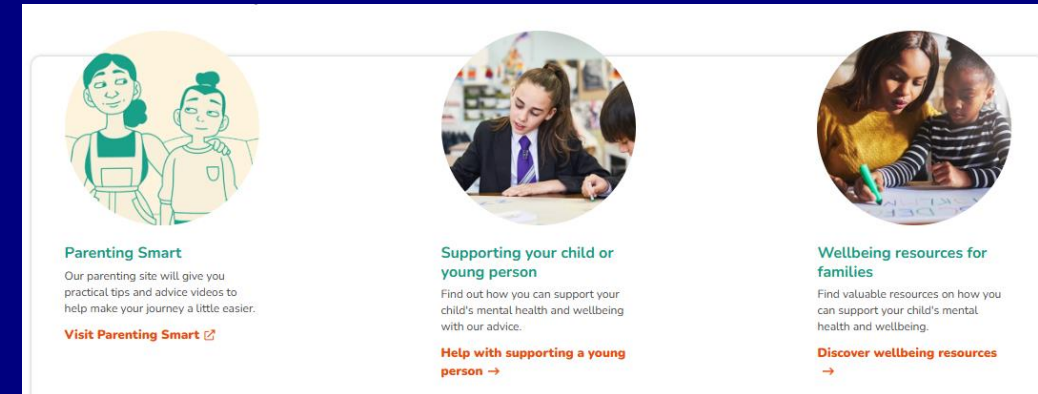 Parenting Smart
Our parenting site will give you
practical tips and advice videos to
help make your journey a little easier.
Visit Parenting Smart
Supporting your child or
young person
Find out how you can support your
child's mental health and wellbeing
with our advice.
Help with supporting a young
person →
Wellbeing resources for
families
Find valuable resources on how you
can support your child's mental
health and wellbeing.
Discover wellbeing resources
→